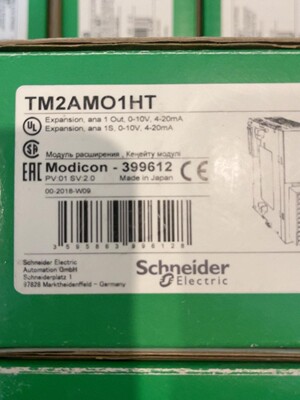 TM2AMO1HT
Expansion, ana 1 Out, 0-10V, 4-20mA
Expansion, ana 1S, 0-10V, 4-20mA
Модуль расширения , Кеңейту модулі
Modicon - 399612
PV:01 SV:2.0 Made in Japan
00-2018-W09
3595863996128
Schneider Electric
Automation GmbH
Schneiderplatz 1
97828 Marktheidenfeld - Germany
Schneider
Electric